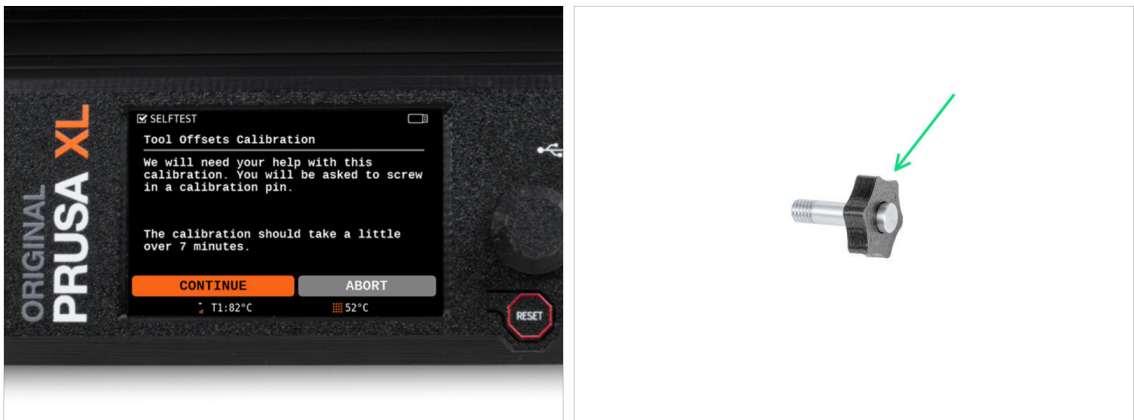 ORIGINAL
PRUSA XL
SELFTEST
Tool Offsets Calibration
We will need your help with this
calibration. You will be asked to screw
in a calibration pin.
The calibration should take a little
over 7 minutes.
CONTINUE
ABORT
T1:82°C
52°C
RESET